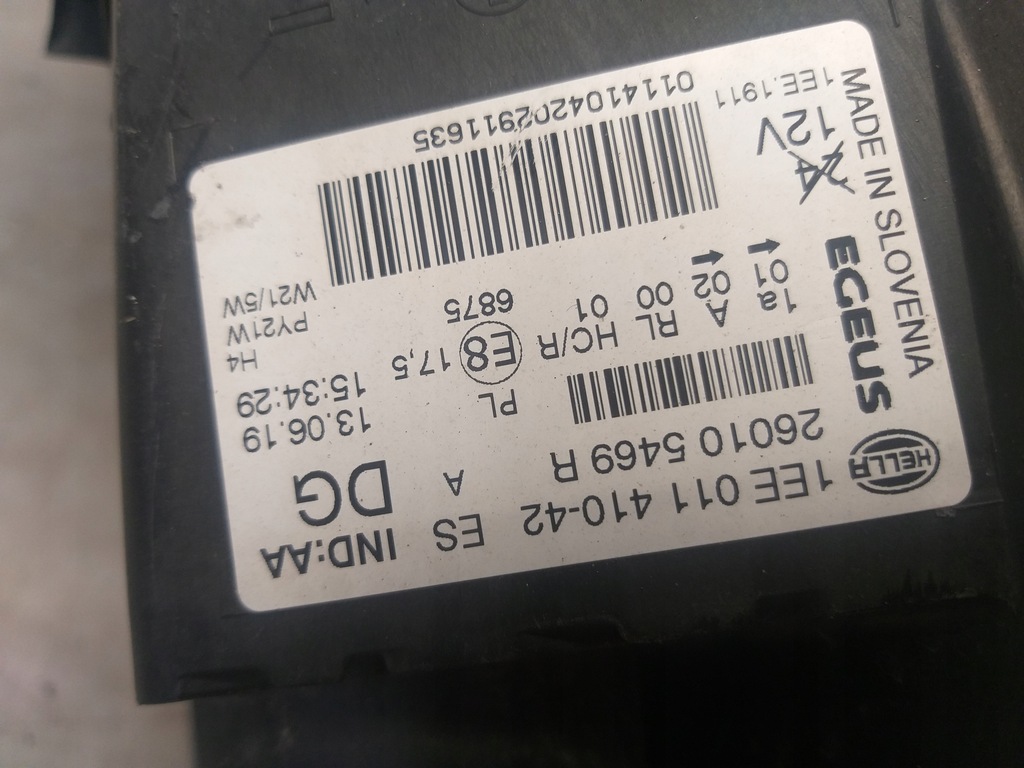 HELLA
1EE 011 410-42 ES IND:AA
26010 5469 R A DG
ECEUS
MADE IN SLOVENIA
1a A RL HC/R E8 17,5 PL
01 02 00 01 6875
13.06.19
15:34:29
H4
PY21W
W21/5W
24 12V
1EE.1911
0114104202911635